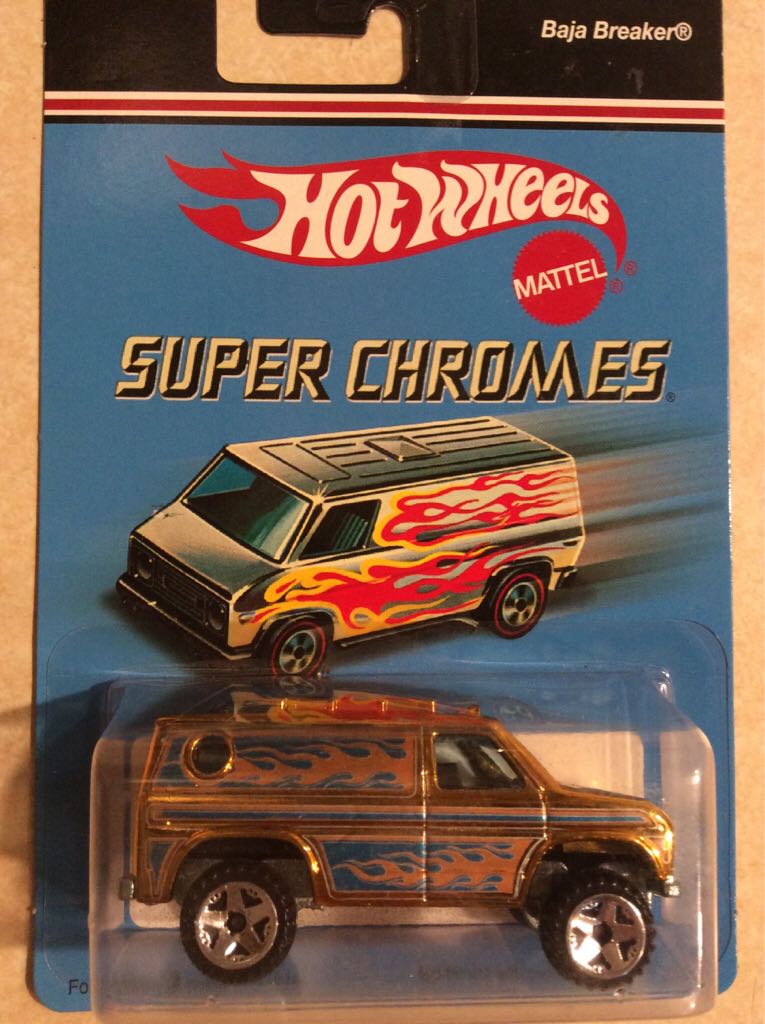 Baja Breaker®
Hot Wheels®
MATTEL®
SUPER CHROMES®